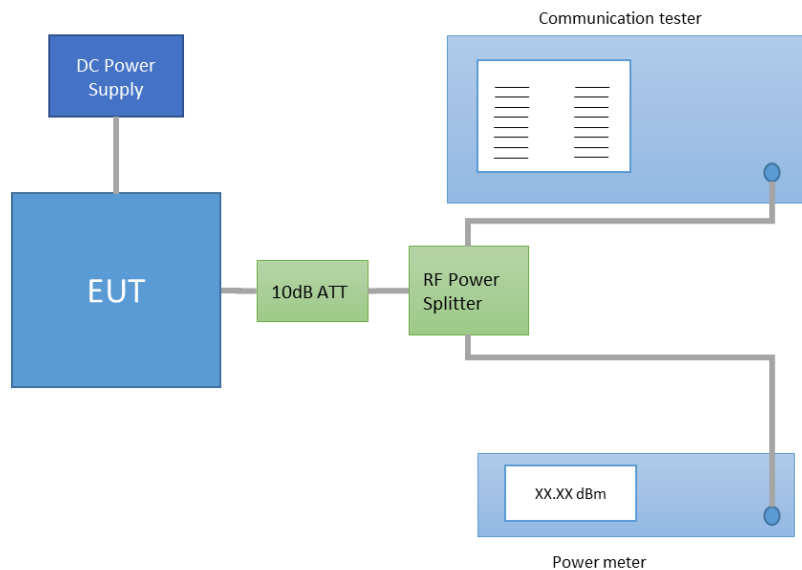 Communication tester
DC Power
Supply
EUT
10dB ATT
RF Power
Splitter
XX.XX dBm
Power meter